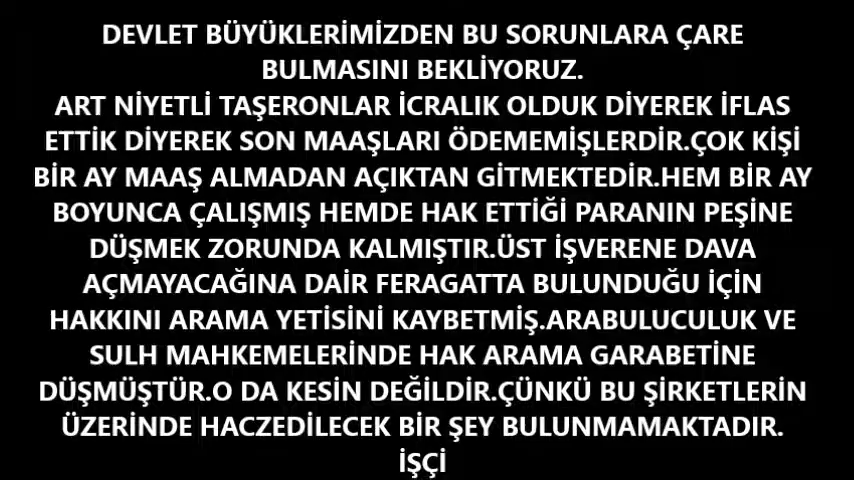 DEVLET BÜYÜKLERİMİZDEN BU SORUNLARA ÇARE
BULMASINI BEKLİYORUZ.
ART NİYETLİ TAŞERONLAR İCRALIK OLDUK DİYEREK İFLAS
ETTİK DİYEREK SON MAAŞLARI ÖDEMEMİŞLERDİR.ÇOK KİŞİ
BİR AY MAAŞ ALMADAN AÇIKTAN GİTMEKTEDİR.HEM BİR AY
BOYUNCA ÇALIŞMIŞ HEMDE HAK ETTİĞİ PARANIN PEŞİNE
DÜŞMEK ZORUNDA KALMIŞTIR.ÜST İŞVERENE DAVA
AÇMAYACAĞINA DAİR FERAGATTA BULUNDUĞU İÇİN
HAKKINI ARAMA YETİSİNİ KAYBETMİŞ.ARABULUCULUK VE
SULH MAHKEMELERİNDE HAK ARAMA GARABETİNE
DÜŞMÜŞTÜR.O DA KESİN DEĞİLDİR.ÇÜNKÜ BU ŞİRKETLERİN
ÜZERİNDE HACZEDİLECEK BİR ŞEY BULUNMAMAKTADIR.
İŞÇİ